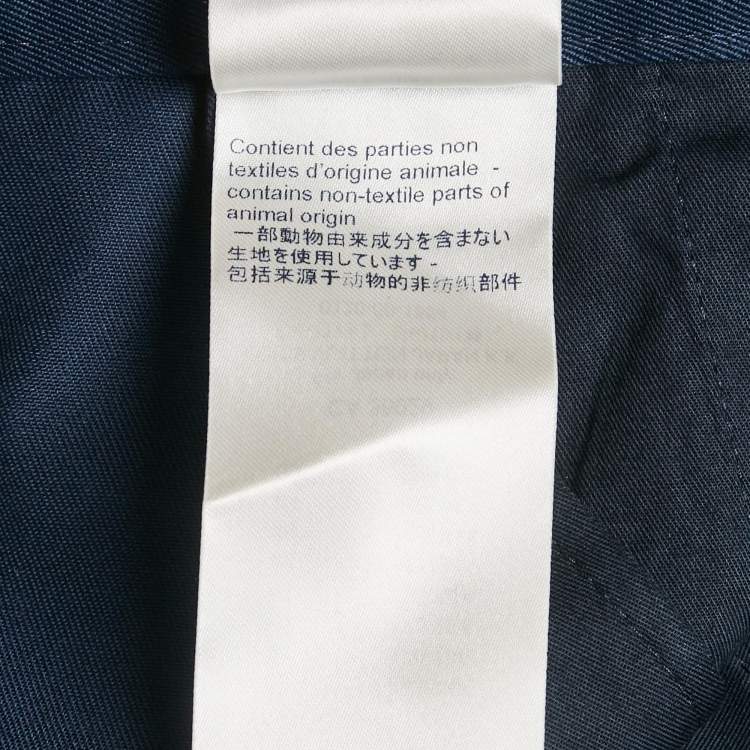 Contient des parties non
textiles d'origine animale -
contains non-textile parts of
animal origin
一部動物由来成分を含まない
生地を使用しています -
包括来源于动物的非纺织部件